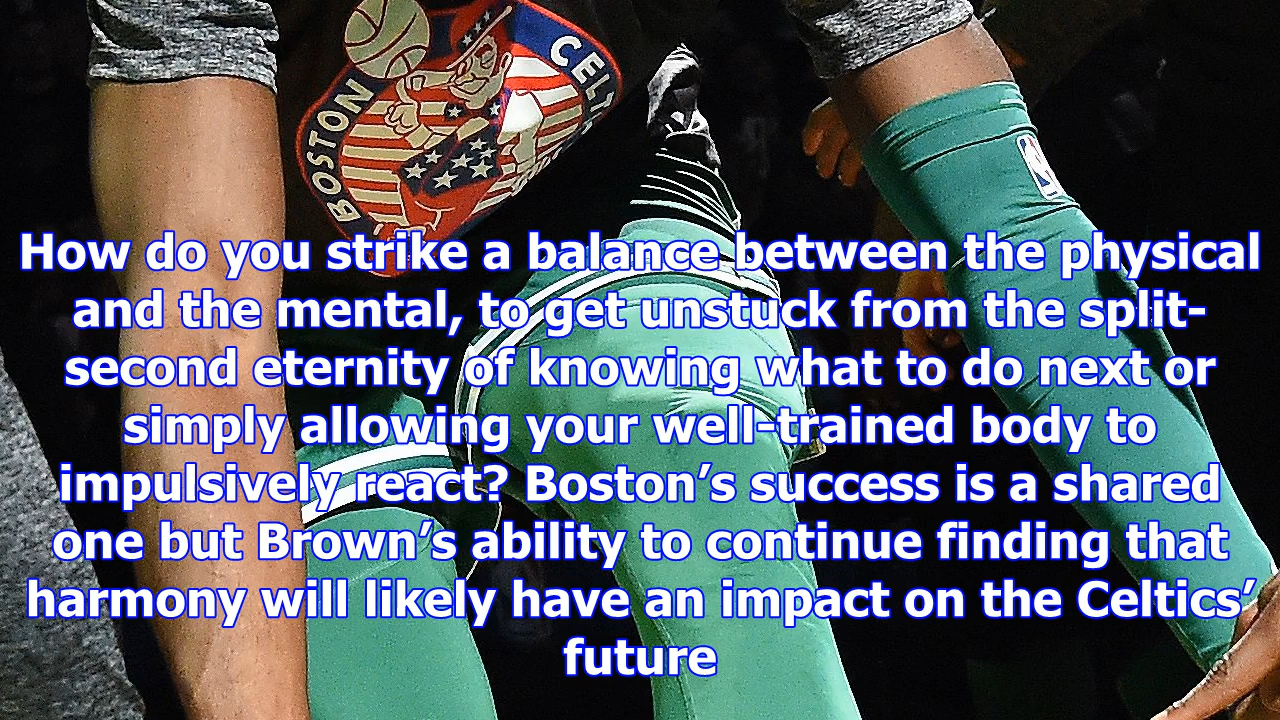 BOSTON
CELT
How do you strike a balance between the physical
and the mental, to get unstuck from the split-
second eternity of knowing what to do next or
simply allowing your well-trained body to
impulsively react? Boston’s success is a shared
one but Brown’s ability to continue finding that
harmony will likely have an impact on the Celtics’
future